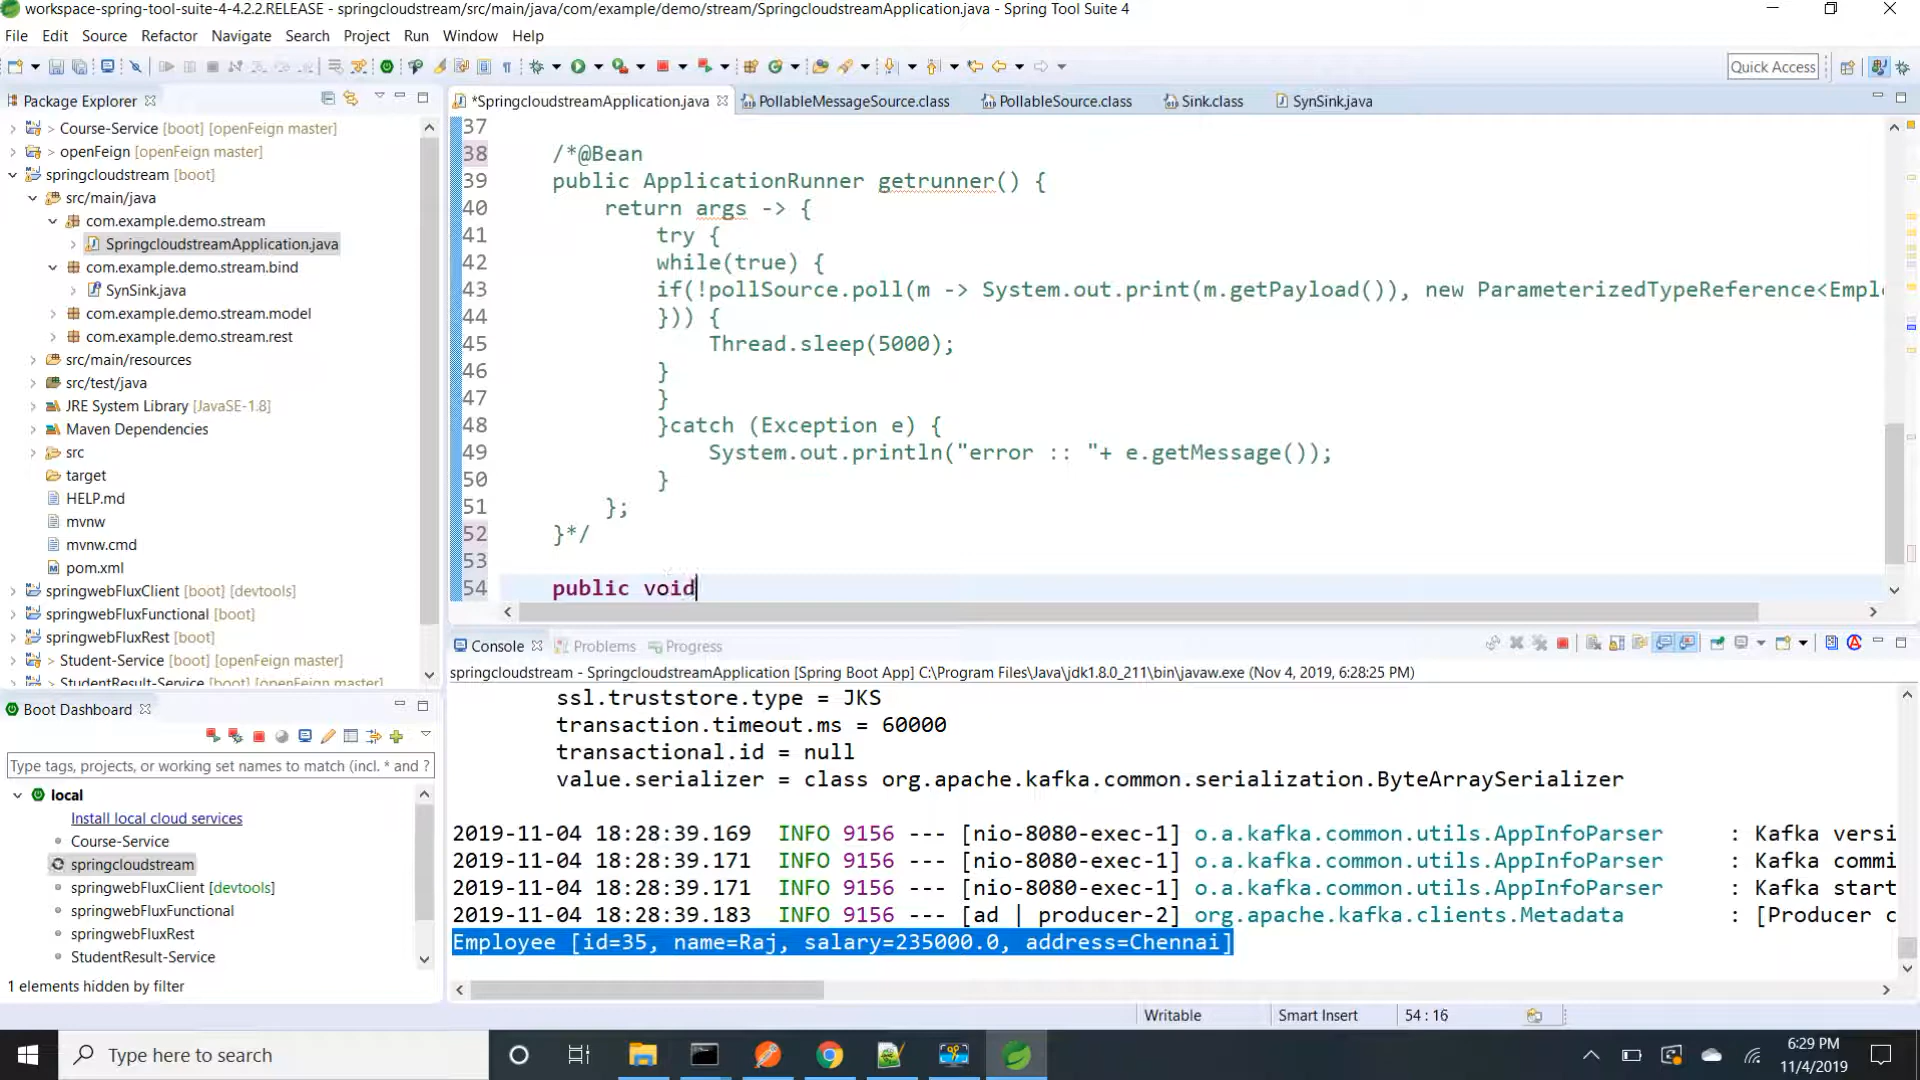 workspace-spring-tool-suite-4-4.2.2.RELEASE - springcloudstream/src/main/java/com/example/demo/stream/SpringcloudstreamApplication.java - Spring Tool Suite 4
File Edit Source Refactor Navigate Search Project Run Window Help
Quick Access
Package Explorer
*SpringcloudstreamApplication.java PollableMessageSource.class PollableSource.class Sink.class SynSink.java
> Course-Service [boot] [openFeign master]
> openFeign [openFeign master]
springcloudstream [boot]
src/main/java
com.example.demo.stream
SpringcloudstreamApplication.java
com.example.demo.stream.bind
SynSink.java
com.example.demo.stream.model
com.example.demo.stream.rest
src/main/resources
src/test/java
JRE System Library [JavaSE-1.8]
Maven Dependencies
src
target
HELP.md
mvnw
mvnw.cmd
pom.xml
springwebFluxClient [boot] [devtools]
springwebFluxFunctional [boot]
springwebFluxRest [boot]
> Student-Service [boot] [openFeign master]
> StudentResult-Service [openFeign master]
37
38 /*@Bean
39 public ApplicationRunner getrunner() {
40 return args -> {
41 try {
42 while(true) {
43 if(!pollSource.poll(m -> System.out.print(m.getPayload()), new ParameterizedTypeReference<Empl
44 })) {
45 Thread.sleep(5000);
46 }
47 }
48 }catch (Exception e) {
49 System.out.println("error :: "+ e.getMessage());
50 }
51 };
52 }*/
53
54 public void
Console Problems Progress
springcloudstream - SpringcloudstreamApplication [Spring Boot App] C:\Program Files\Java\jdk1.8.0_211\bin\javaw.exe (Nov 4, 2019, 6:28:25 PM)
ssl.truststore.type = JKS
transaction.timeout.ms = 60000
transactional.id = null
value.serializer = class org.apache.kafka.common.serialization.ByteArraySerializer
2019-11-04 18:28:39.169 INFO 9156 --- [nio-8080-exec-1] o.a.kafka.common.utils.AppInfoParser : Kafka versi
2019-11-04 18:28:39.171 INFO 9156 --- [nio-8080-exec-1] o.a.kafka.common.utils.AppInfoParser : Kafka commi
2019-11-04 18:28:39.171 INFO 9156 --- [nio-8080-exec-1] o.a.kafka.common.utils.AppInfoParser : Kafka start
2019-11-04 18:28:39.183 INFO 9156 --- [ad | producer-2] org.apache.kafka.clients.Metadata : [Producer c
Employee [id=35, name=Raj, salary=235000.0, address=Chennai]
Boot Dashboard
Type tags, projects, or working set names to match (incl. * and ?
local
Install local cloud services
Course-Service
springcloudstream
springwebFluxClient [devtools]
springwebFluxFunctional
springwebFluxRest
StudentResult-Service
1 elements hidden by filter
Writable Smart Insert 54 : 16
Type here to search
6:29 PM
11/4/2019